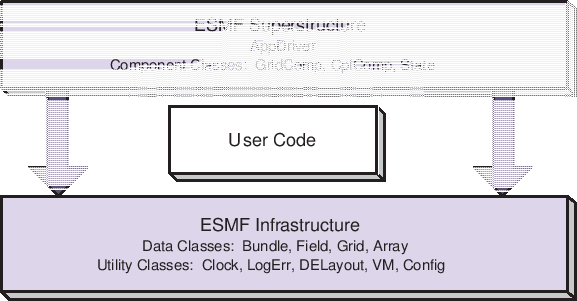 ESMF Superstructure
AppDriver
Component Classes: GridComp, CplComp, State
User Code
ESMF Infrastructure
Data Classes: Bundle, Field, Grid, Array
Utility Classes: Clock, LogErr, DELayout, VM, Config